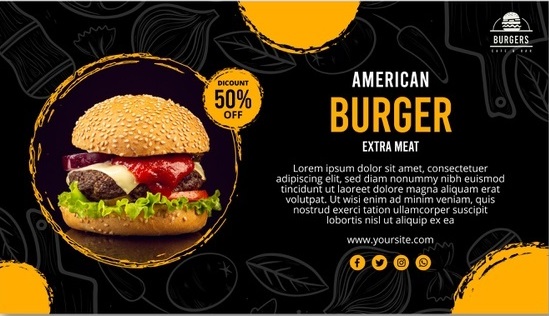 BURGERS
CAFE & BAR
DICOUNT
50%
OFF
AMERICAN
BURGER
EXTRA MEAT
Lorem ipsum dolor sit amet, consectetuer
adipiscing elit, sed diam nonummy nibh euismod
tincidunt ut laoreet dolore magna aliquam erat
volutpat. Ut wisi enim ad minim veniam, quis
nostrud exerci tation ullamcorper suscipit
lobortis nisl ut aliquip ex ea
www.yoursite.com